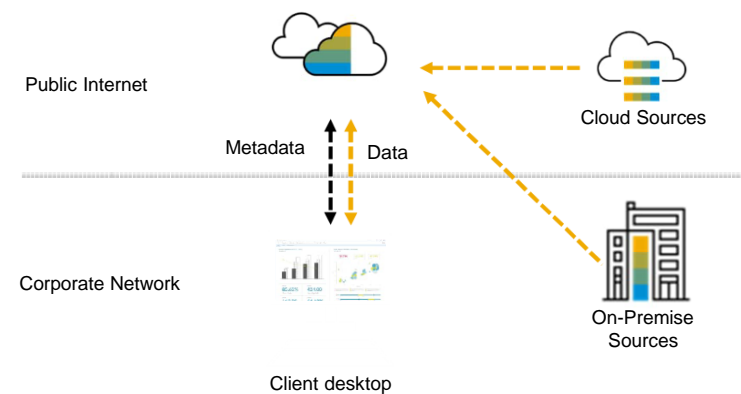 Public Internet
Cloud Sources
Metadata
Data
Corporate Network
On-Premise
Sources
Client desktop